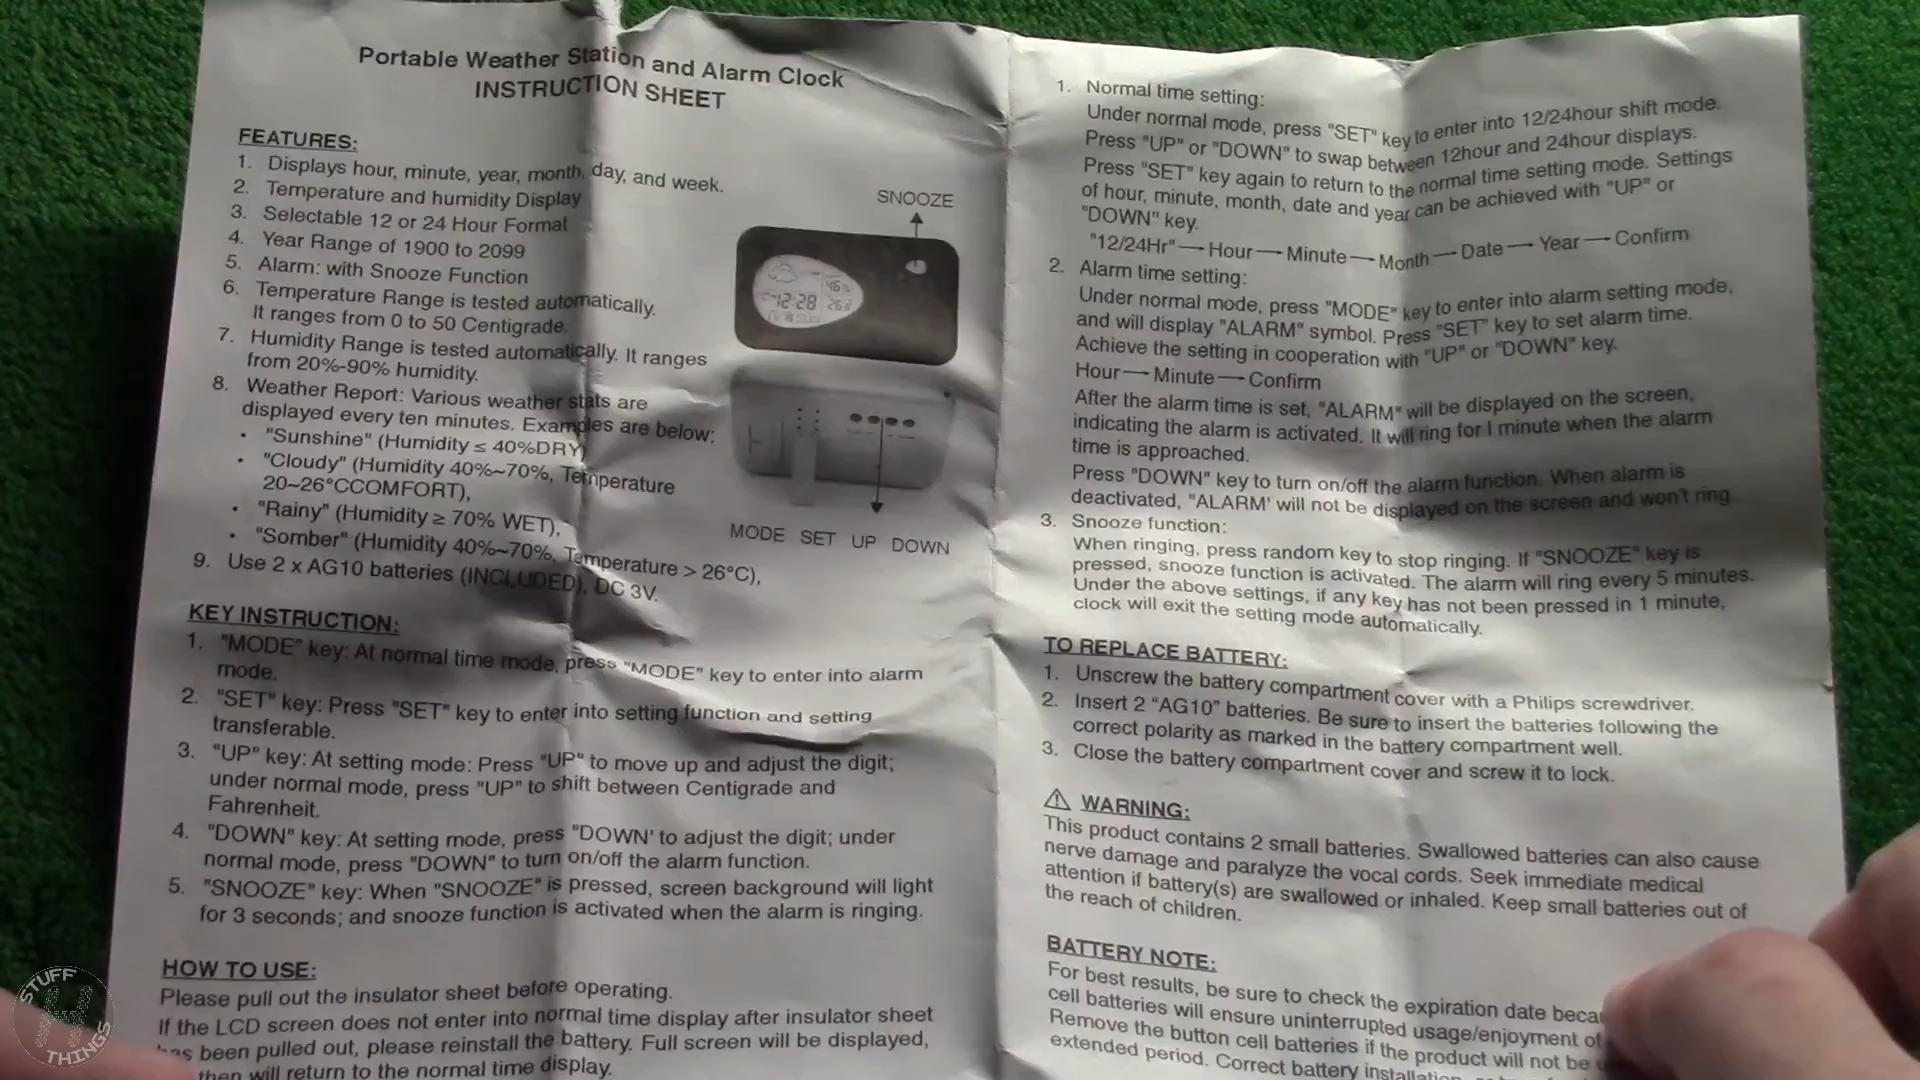 Portable Weather Station and Alarm Clock
INSTRUCTION SHEET
FEATURES:
1. Displays hour, minute, year, month, day, and week.
2. Temperature and humidity Display
3. Selectable 12 or 24 Hour Format
4. Year Range of 1900 to 2099
5. Alarm: with Snooze Function
6. Temperature Range is tested automatically.
It ranges from 0 to 50 Centigrade.
7. Humidity Range is tested automatically. It ranges
from 20%-90% humidity.
8. Weather Report: Various weather stats are
displayed every ten minutes. Examples are below:
• "Sunshine" (Humidity ≤ 40%DRY)
• "Cloudy" (Humidity 40%~70%, Temperature
20~26°CCOMFORT),
• "Rainy" (Humidity ≥ 70% WET),
• "Somber" (Humidity 40%~70%, Temperature > 26°C),
9. Use 2 x AG10 batteries (INCLUDED), DC 3V.
SNOOZE
46%
12:28
26
MODE SET UP DOWN
KEY INSTRUCTION:
1. "MODE" key: At normal time mode, press "MODE" key to enter into alarm
mode.
2. "SET" key: Press "SET" key to enter into setting function and setting
transferable.
3. "UP" key: At setting mode: Press "UP" to move up and adjust the digit;
under normal mode, press "UP" to shift between Centigrade and
Fahrenheit.
4. "DOWN" key: At setting mode, press "DOWN' to adjust the digit; under
normal mode, press "DOWN" to turn on/off the alarm function.
5. "SNOOZE" key: When "SNOOZE" is pressed, screen background will light
for 3 seconds; and snooze function is activated when the alarm is ringing.
HOW TO USE:
Please pull out the insulator sheet before operating.
If the LCD screen does not enter into normal time display after insulator sheet
has been pulled out, please reinstall the battery. Full screen will be displayed,
then will return to the normal time display.
1. Normal time setting:
Under normal mode, press "SET" key to enter into 12/24hour shift mode.
Press "UP" or "DOWN" to swap between 12hour and 24hour displays.
Press "SET" key again to return to the normal time setting mode. Settings
of hour, minute, month, date and year can be achieved with "UP" or
"DOWN" key.
"12/24Hr"—Hour—Minute—Month—Date—Year—Confirm
2. Alarm time setting:
Under normal mode, press "MODE" key to enter into alarm setting mode,
and will display "ALARM" symbol. Press "SET" key to set alarm time.
Achieve the setting in cooperation with "UP" or "DOWN" key.
Hour—Minute—Confirm
After the alarm time is set, "ALARM" will be displayed on the screen,
indicating the alarm is activated. It will ring for I minute when the alarm
time is approached.
Press "DOWN" key to turn on/off the alarm function. When alarm is
deactivated, "ALARM' will not be displayed on the screen and won't ring
3. Snooze function:
When ringing, press random key to stop ringing. If "SNOOZE" key is
pressed, snooze function is activated. The alarm will ring every 5 minutes.
Under the above settings, if any key has not been pressed in 1 minute,
clock will exit the setting mode automatically.
TO REPLACE BATTERY:
1. Unscrew the battery compartment cover with a Philips screwdriver.
2. Insert 2 “AG10” batteries. Be sure to insert the batteries following the
correct polarity as marked in the battery compartment well.
3. Close the battery compartment cover and screw it to lock.
⚠ WARNING:
This product contains 2 small batteries. Swallowed batteries can also cause
nerve damage and paralyze the vocal cords. Seek immediate medical
attention if battery(s) are swallowed or inhaled. Keep small batteries out of
the reach of children.
BATTERY NOTE:
For best results, be sure to check the expiration date
cell batteries will ensure uninterrupted usage/enjoyment
Remove the button cell batteries if the product will not be
extended period. Correct battery
STUFF
H
THINGS